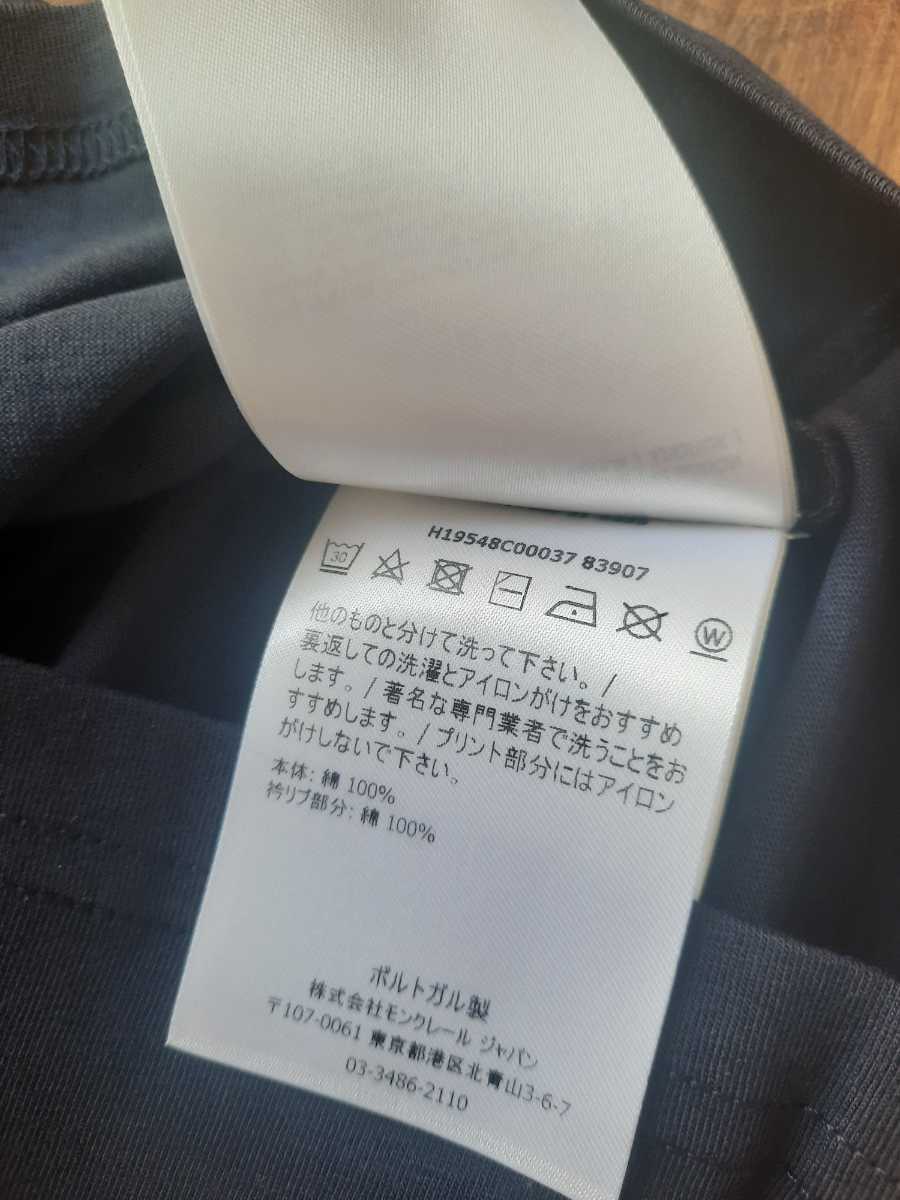 H19548C00037 83907
30
W
他のものと分けて洗って下さい。/
裏返しての洗濯とアイロンがけをおすすめ
します。/ 著名な専門業者で洗うことをお
すすめします。/ プリント部分にはアイロン
がけしないで下さい。
本体: 綿 100%
衿リブ部分: 綿 100%
ポルトガル製
株式会社モンクレール ジャパン
〒107-0061 東京都港区北青山3-6-7
03-3486-2110